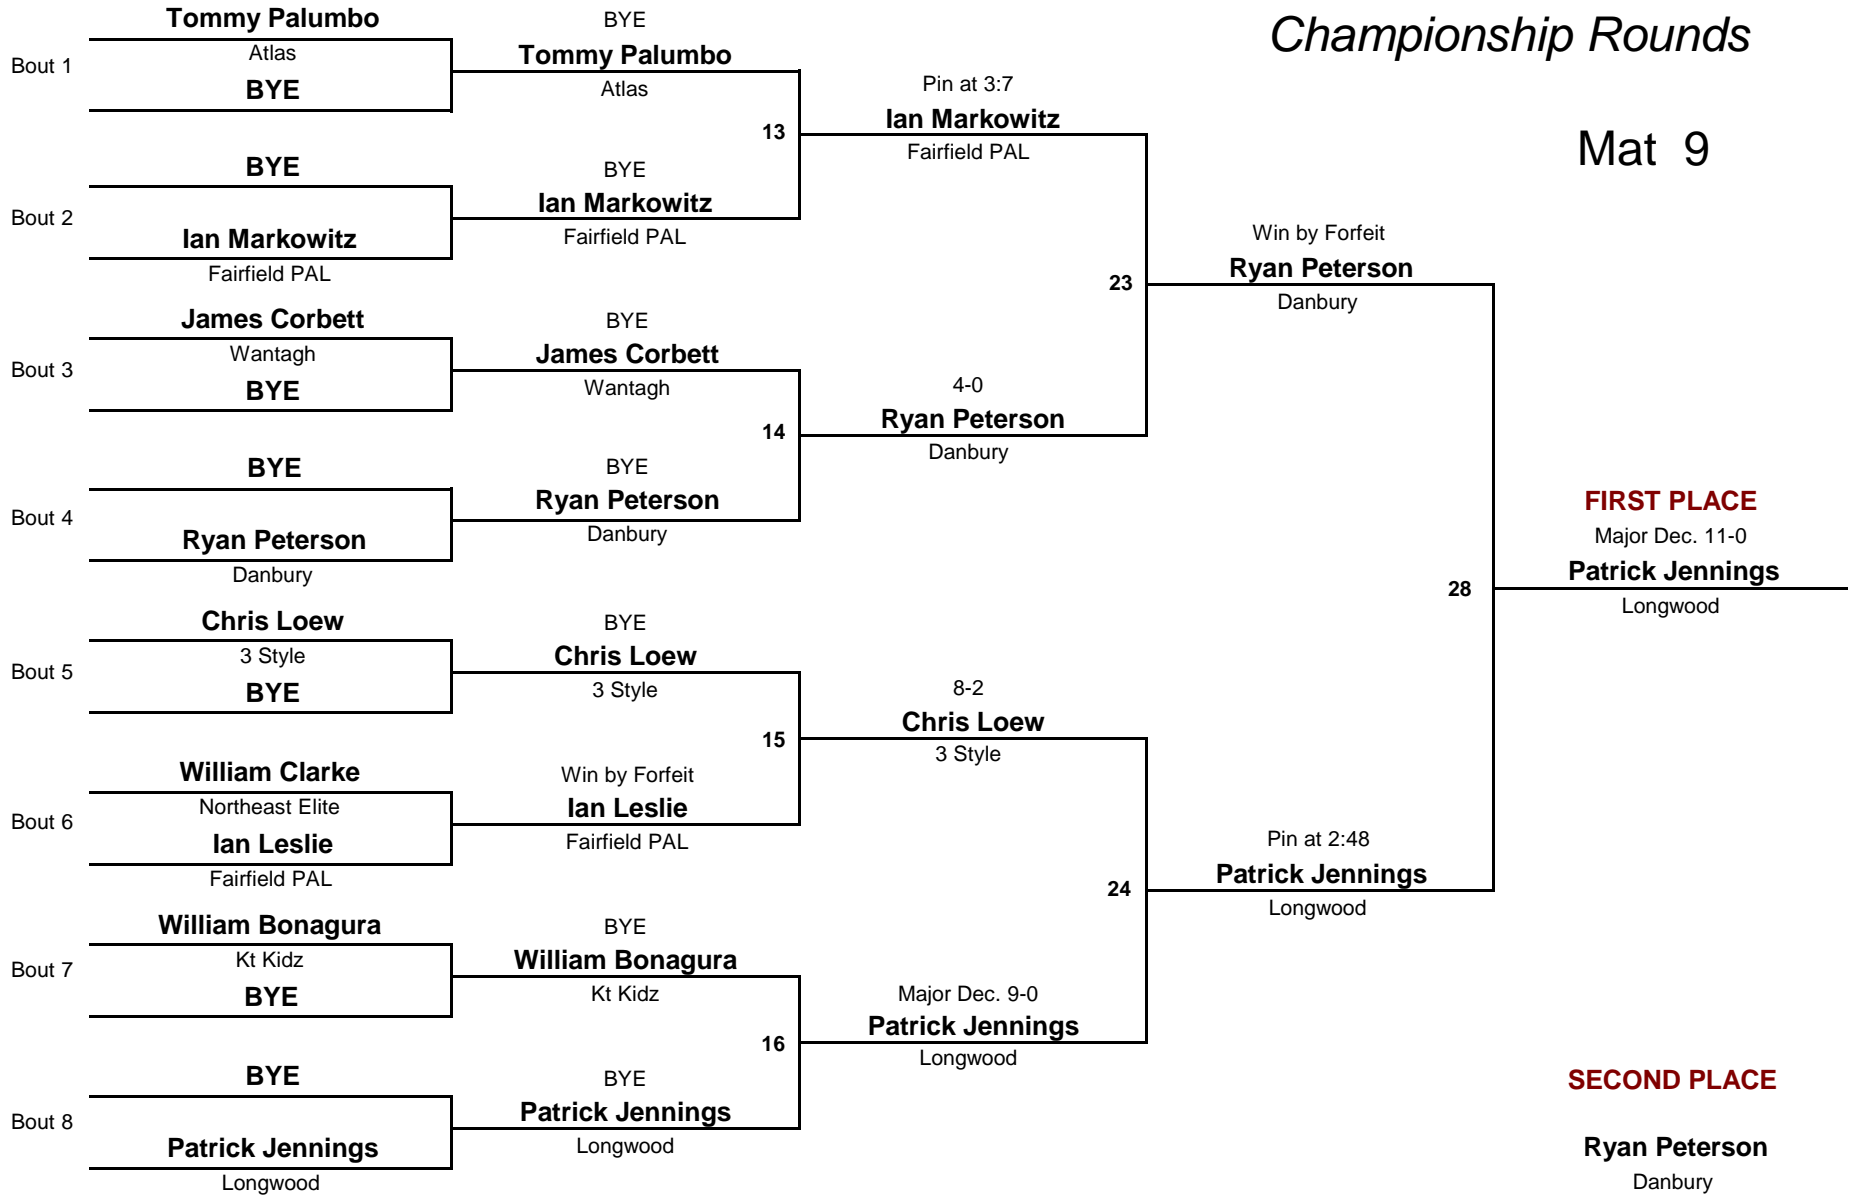 Championship Rounds
Mat 9
Bout 1
Tommy Palumbo
Atlas
BYE
Bout 2
BYE
Ian Markowitz
Fairfield PAL
Bout 3
James Corbett
Wantagh
BYE
Bout 4
BYE
Ryan Peterson
Danbury
Bout 5
Chris Loew
3 Style
BYE
Bout 6
William Clarke
Northeast Elite
Ian Leslie
Fairfield PAL
Bout 7
William Bonagura
Kt Kidz
BYE
Bout 8
BYE
Patrick Jennings
Longwood
BYE
Tommy Palumbo
Atlas
13
BYE
Ian Markowitz
Fairfield PAL
BYE
James Corbett
Wantagh
14
BYE
Ryan Peterson
Danbury
BYE
Chris Loew
3 Style
15
Win by Forfeit
Ian Leslie
Fairfield PAL
BYE
William Bonagura
Kt Kidz
16
BYE
Patrick Jennings
Longwood
Pin at 3:7
Ian Markowitz
Fairfield PAL
23
4-0
Ryan Peterson
Danbury
8-2
Chris Loew
3 Style
24
Major Dec. 9-0
Patrick Jennings
Longwood
Win by Forfeit
Ryan Peterson
Danbury
28
Pin at 2:48
Patrick Jennings
Longwood
FIRST PLACE
Major Dec. 11-0
Patrick Jennings
Longwood
SECOND PLACE
Ryan Peterson
Danbury